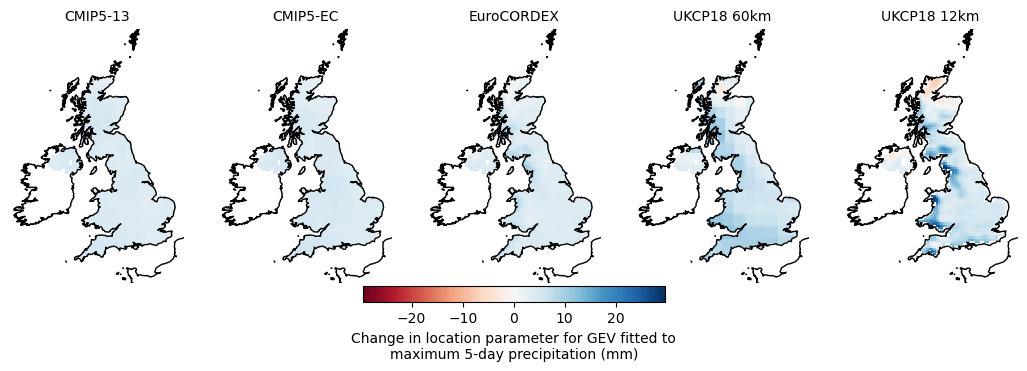 CMIP5-13 CMIP5-EC EuroCORDEX UKCP18 60km UKCP18 12km
−20 −10 0 10 20
Change in location parameter for GEV fitted to
maximum 5-day precipitation (mm)